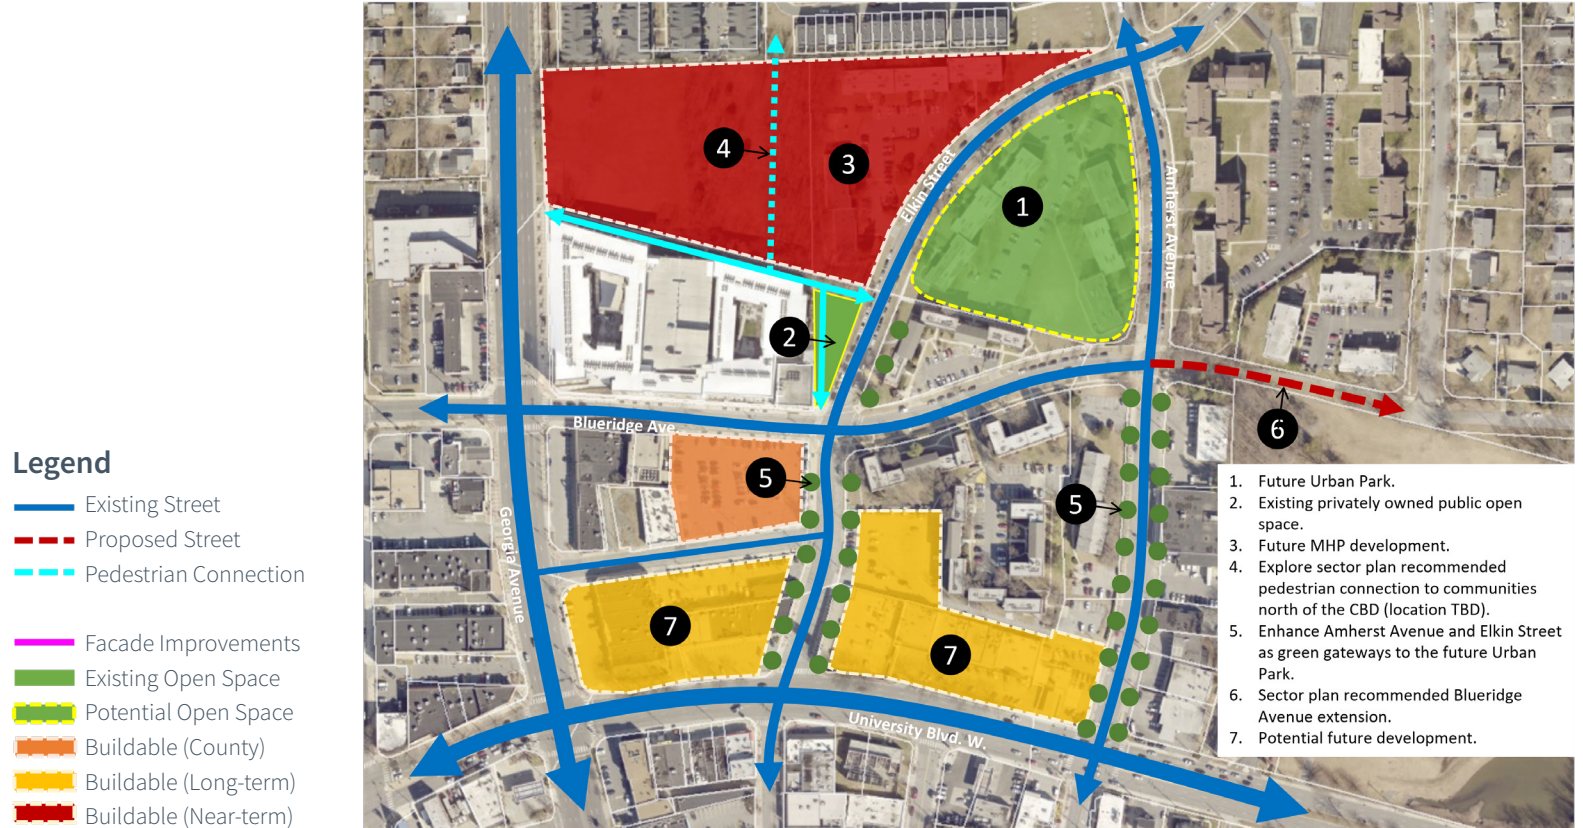 Legend
Existing Street
Proposed Street
Pedestrian Connection
Facade Improvements
Existing Open Space
Potential Open Space
Buildable (County)
Buildable (Long-term)
Buildable (Near-term)
4
3
1
2
5
5
6
7
7
Elkin Street
Amherst Avenue
Blueridge Ave.
Georgia Avenue
University Blvd. W.
1. Future Urban Park.
2. Existing privately owned public open
space.
3. Future MHP development.
4. Explore sector plan recommended
pedestrian connection to communities
north of the CBD (location TBD).
5. Enhance Amherst Avenue and Elkin Street
as green gateways to the future Urban
Park.
6. Sector plan recommended Blueridge
Avenue extension.
7. Potential future development.